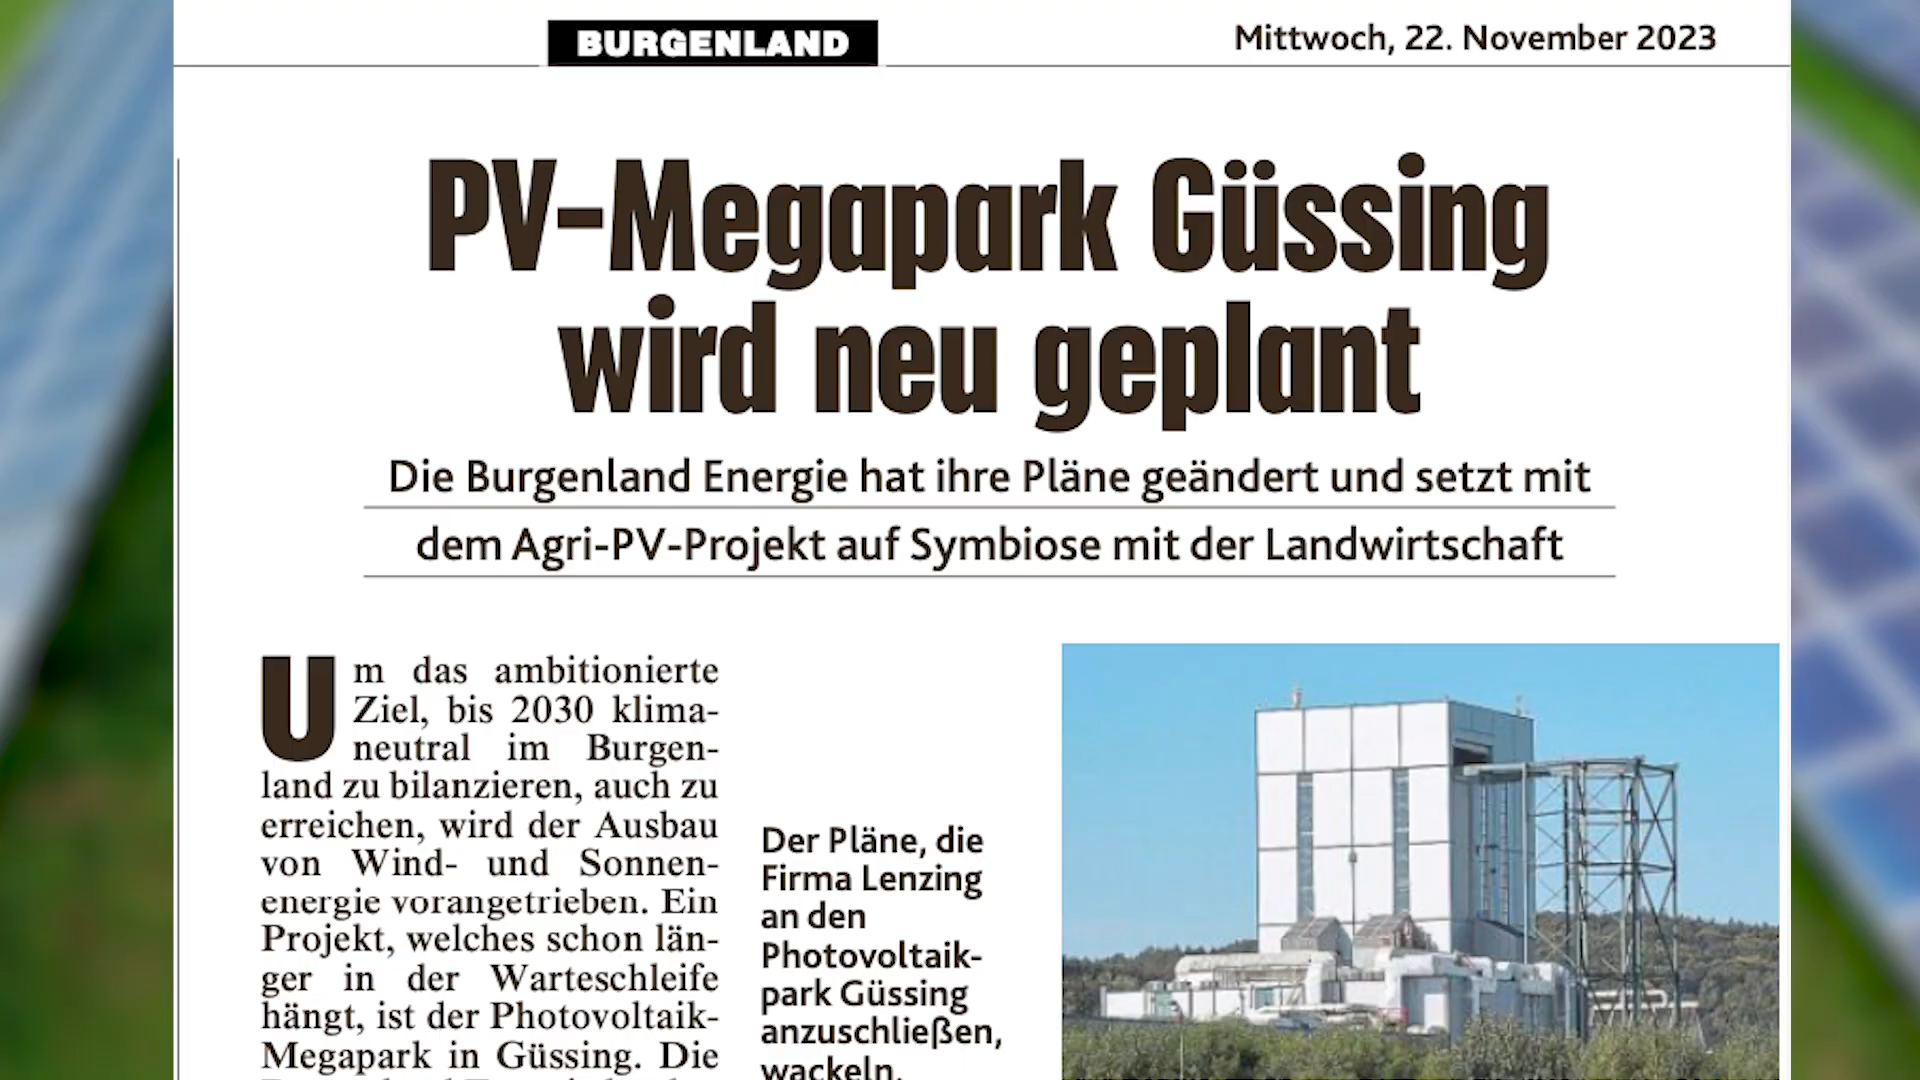 BURGENLAND
Mittwoch, 22. November 2023
PV-Megapark Güssing
wird neu geplant
Die Burgenland Energie hat ihre Pläne geändert und setzt mit
dem Agri-PV-Projekt auf Symbiose mit der Landwirtschaft
Um das ambitionierte
Ziel, bis 2030 klima-
neutral im Burgen-
land zu bilanzieren, auch zu
erreichen, wird der Ausbau
von Wind- und Sonnen-
energie vorangetrieben. Ein
Projekt, welches schon län-
ger in der Warteschleife
hängt, ist der Photovoltaik-
Megapark in Güssing. Die
Der Pläne, die
Firma Lenzing
an den
Photovoltaik-
park Güssing
anzuschließen,
wackeln.